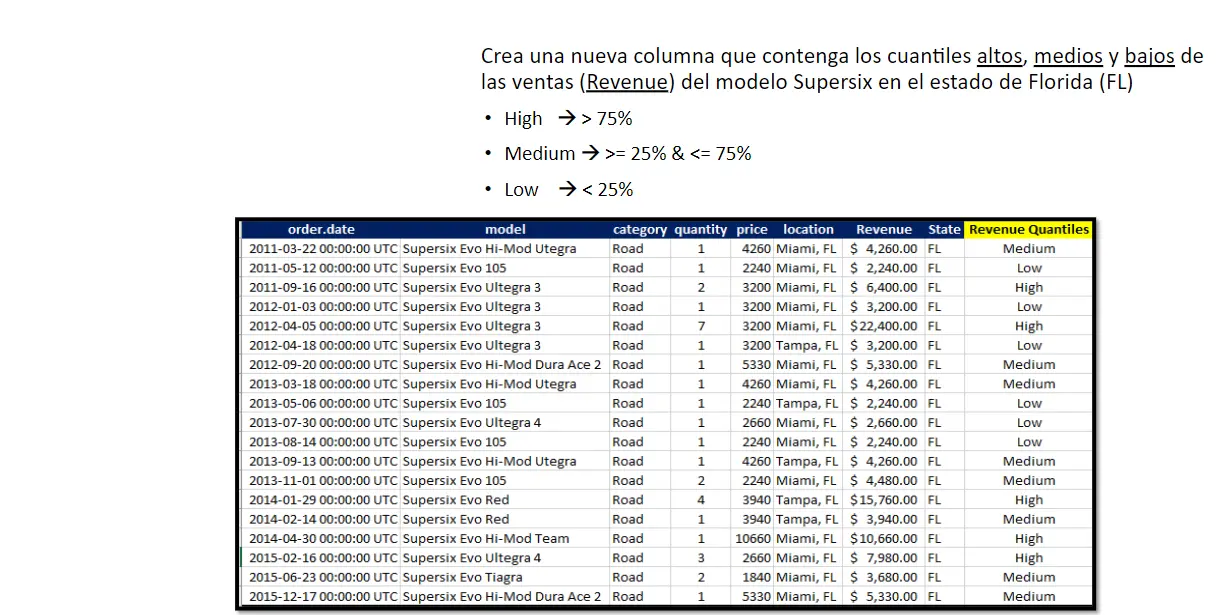 Crea una nueva columna que contenga los cuantiles altos, medios y bajos de
las ventas (Revenue) del modelo Supersix en el estado de Florida (FL)
• High → > 75%
• Medium → >= 25% & <= 75%
• Low → < 25%
order.date model category quantity price location Revenue State Revenue Quantiles
2011-03-22 00:00:00 UTC Supersix Evo Hi-Mod Utegra Road 1 4260 Miami, FL $ 4,260.00 FL Medium
2011-05-12 00:00:00 UTC Supersix Evo 105 Road 1 2240 Miami, FL $ 2,240.00 FL Low
2011-09-16 00:00:00 UTC Supersix Evo Ultegra 3 Road 2 3200 Miami, FL $ 6,400.00 FL High
2012-01-03 00:00:00 UTC Supersix Evo Ultegra 3 Road 1 3200 Miami, FL $ 3,200.00 FL Low
2012-04-05 00:00:00 UTC Supersix Evo Ultegra 3 Road 7 3200 Miami, FL $22,400.00 FL High
2012-04-18 00:00:00 UTC Supersix Evo Ultegra 3 Road 1 3200 Tampa, FL $ 3,200.00 FL Low
2012-09-20 00:00:00 UTC Supersix Evo Hi-Mod Dura Ace 2 Road 1 5330 Miami, FL $ 5,330.00 FL Medium
2013-03-18 00:00:00 UTC Supersix Evo Hi-Mod Utegra Road 1 4260 Miami, FL $ 4,260.00 FL Medium
2013-05-06 00:00:00 UTC Supersix Evo 105 Road 1 2240 Tampa, FL $ 2,240.00 FL Low
2013-07-30 00:00:00 UTC Supersix Evo Ultegra 4 Road 1 2660 Miami, FL $ 2,660.00 FL Low
2013-08-14 00:00:00 UTC Supersix Evo 105 Road 1 2240 Miami, FL $ 2,240.00 FL Low
2013-09-13 00:00:00 UTC Supersix Evo Hi-Mod Utegra Road 1 4260 Tampa, FL $ 4,260.00 FL Medium
2013-11-01 00:00:00 UTC Supersix Evo 105 Road 2 2240 Miami, FL $ 4,480.00 FL Medium
2014-01-29 00:00:00 UTC Supersix Evo Red Road 4 3940 Tampa, FL $15,760.00 FL High
2014-02-14 00:00:00 UTC Supersix Evo Red Road 1 3940 Tampa, FL $ 3,940.00 FL Medium
2014-04-30 00:00:00 UTC Supersix Evo Hi-Mod Team Road 1 10660 Miami, FL $10,660.00 FL High
2015-02-16 00:00:00 UTC Supersix Evo Ultegra 4 Road 3 2660 Miami, FL $ 7,980.00 FL High
2015-06-23 00:00:00 UTC Supersix Evo Tiagra Road 2 1840 Miami, FL $ 3,680.00 FL Medium
2015-12-17 00:00:00 UTC Supersix Evo Hi-Mod Dura Ace 2 Road 1 5330 Miami, FL $ 5,330.00 FL Medium